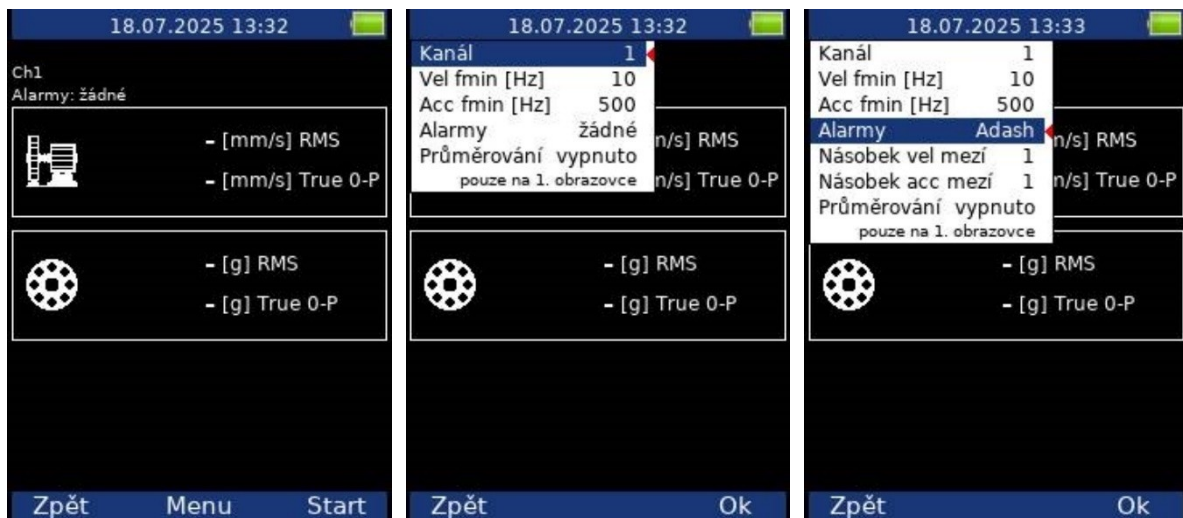 18.07.2025 13:32
Ch1
Alarmy: žádné
- [mm/s] RMS
- [mm/s] True 0-P
- [g] RMS
- [g] True 0-P
Zpět Menu Start
18.07.2025 13:32
Kanál 1
Vel fmin [Hz] 10
Acc fmin [Hz] 500
Alarmy žádné
Průměrování vypnuto
pouze na 1. obrazovce
n/s] RMS
n/s] True 0-P
- [g] RMS
- [g] True 0-P
Zpět Ok
18.07.2025 13:33
Kanál 1
Vel fmin [Hz] 10
Acc fmin [Hz] 500
Alarmy Adash
Násobek vel mezí 1
Násobek acc mezí 1
Průměrování vypnuto
pouze na 1. obrazovce
n/s] RMS
n/s] True 0-P
- [g] RMS
- [g] True 0-P
Zpět Ok